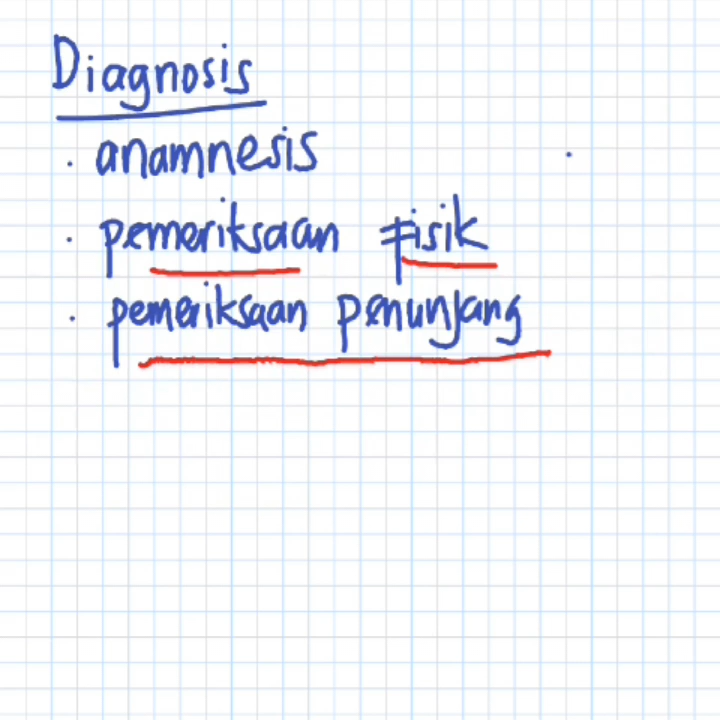 Diagnosis
· anamnesis
· pemeriksaan fisik
· pemeriksaan penunjang